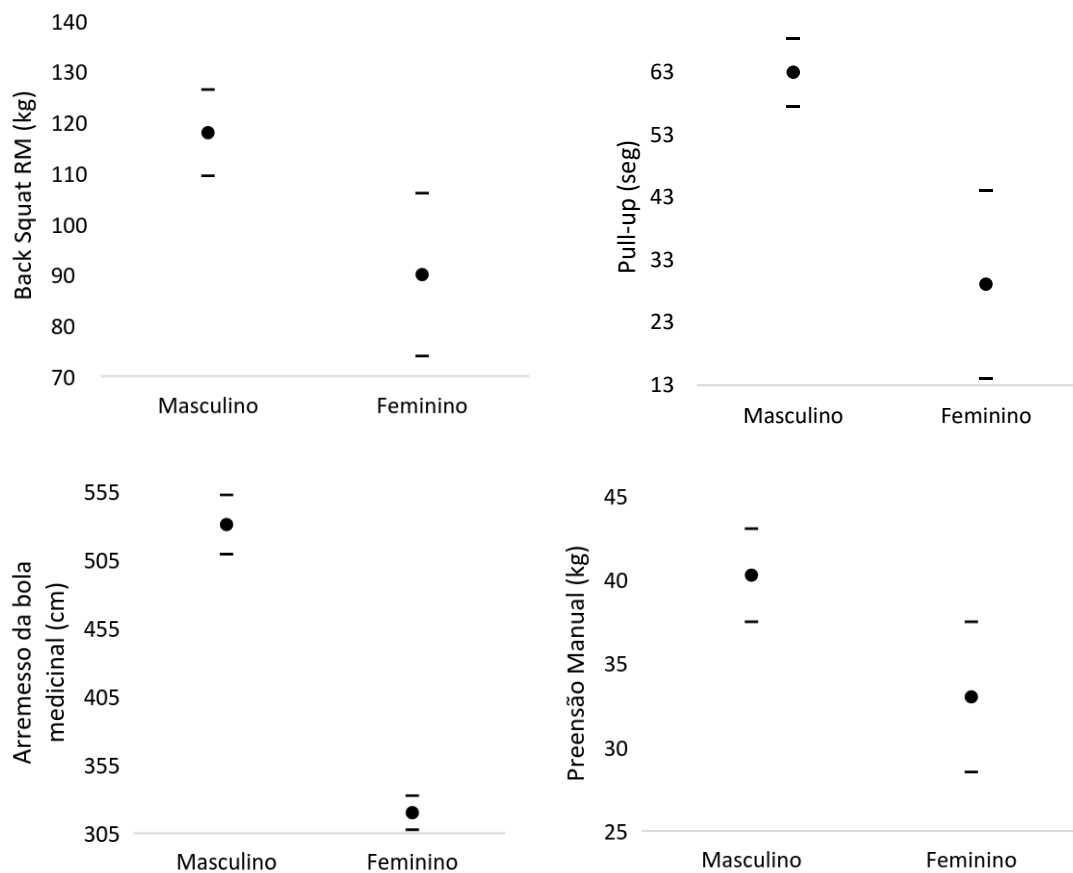 Back Squat RM (kg)
140
130
120
110
100
90
80
70
Masculino
Feminino
Pull-up (seg)
63
53
43
33
23
13
Masculino
Feminino
Arremesso da bola
medicinal (cm)
555
505
455
405
355
305
Masculino
Feminino
Preensão Manual (kg)
45
40
35
30
25
Masculino
Feminino